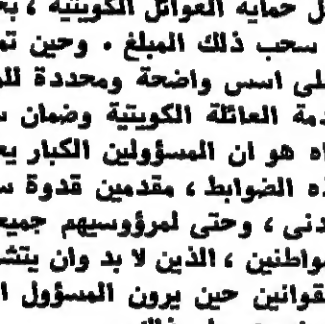 ل حماية العوائل الكويتية ، بح
سحب ذلك المبلغ . وحين تم
لى اسس واضحة ومحددة للم
دمة العائلة الكويتية وضمان س
اه هو ان المسؤولين الكبار يع
ه الضوابط ، مقدمين قدوة س
دنى ، وحتى لمرؤوسيهم جميع
واطنين ، الذين لا بد وان يتش
قوانين حين يرون المسؤول ا